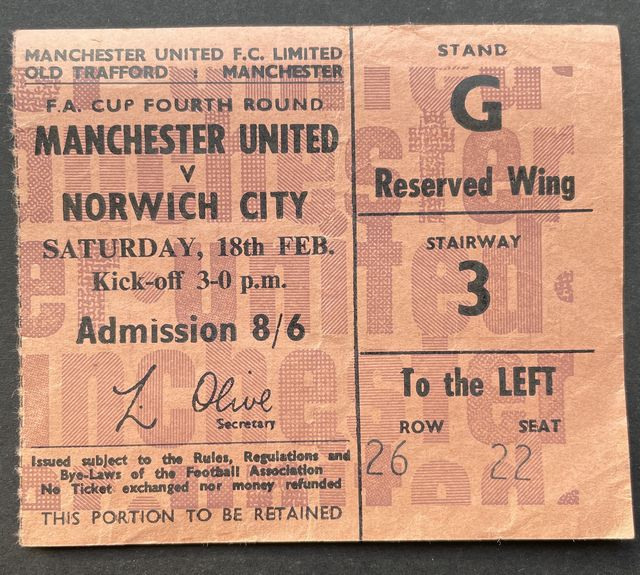 MANCHESTER UNITED F.C. LIMITED
OLD TRAFFORD : MANCHESTER
F.A. CUP FOURTH ROUND
MANCHESTER UNITED
V
NORWICH CITY
SATURDAY, 18th FEB.
Kick-off 3-0 p.m.
Admission 8/6
L. Olive
Secretary
Issued subject to the Rules, Regulations and
Bye-Laws of the Football Association
No Ticket exchanged nor money refunded
THIS PORTION TO BE RETAINED
STAND
G
Reserved Wing
STAIRWAY
3
To the LEFT
ROW SEAT
26 22